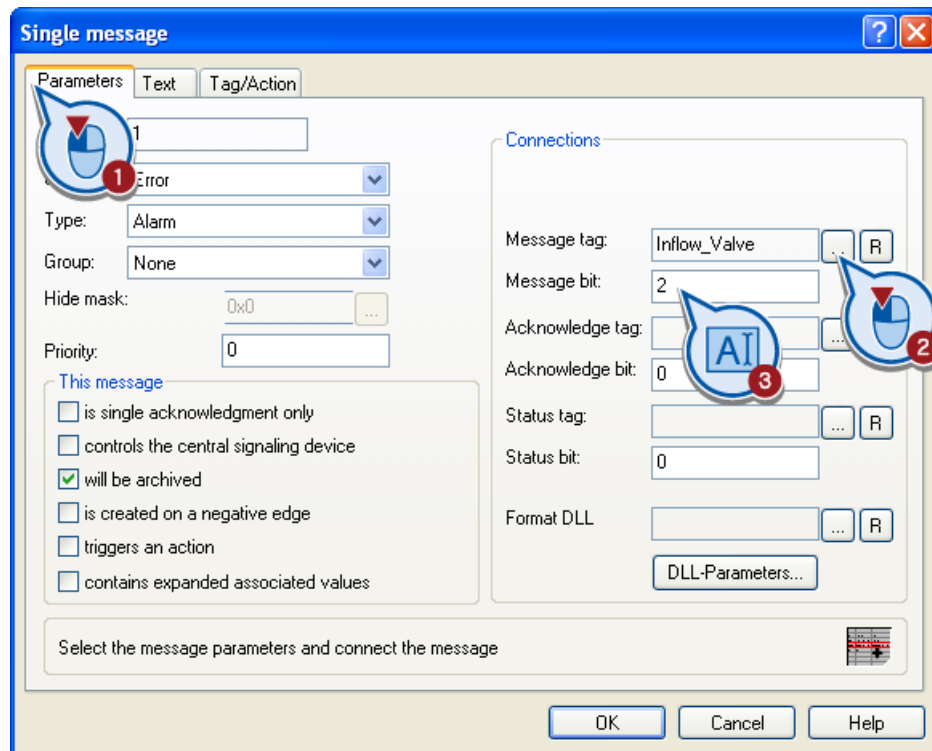 Single message
Parameters Text Tag/Action
1
1
Error
Type: Alarm
Group: None
Hide mask: 0x0 ...
Priority: 0
This message
is single acknowledgment only
controls the central signaling device
will be archived
is created on a negative edge
triggers an action
contains expanded associated values
Connections
Message tag: Inflow_Valve ... R
2
Message bit: 2
Acknowledge tag: ...
AI
3
Acknowledge bit: 0
Status tag: ... R
Status bit: 0
Format DLL ... R
DLL-Parameters...
Select the message parameters and connect the message
OK Cancel Help